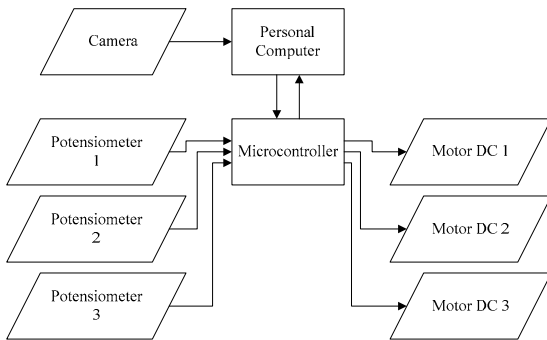 Camera
Personal
Computer
Potensiometer
1
Microcontroller
Motor DC 1
Potensiometer
2
Motor DC 2
Potensiometer
3
Motor DC 3